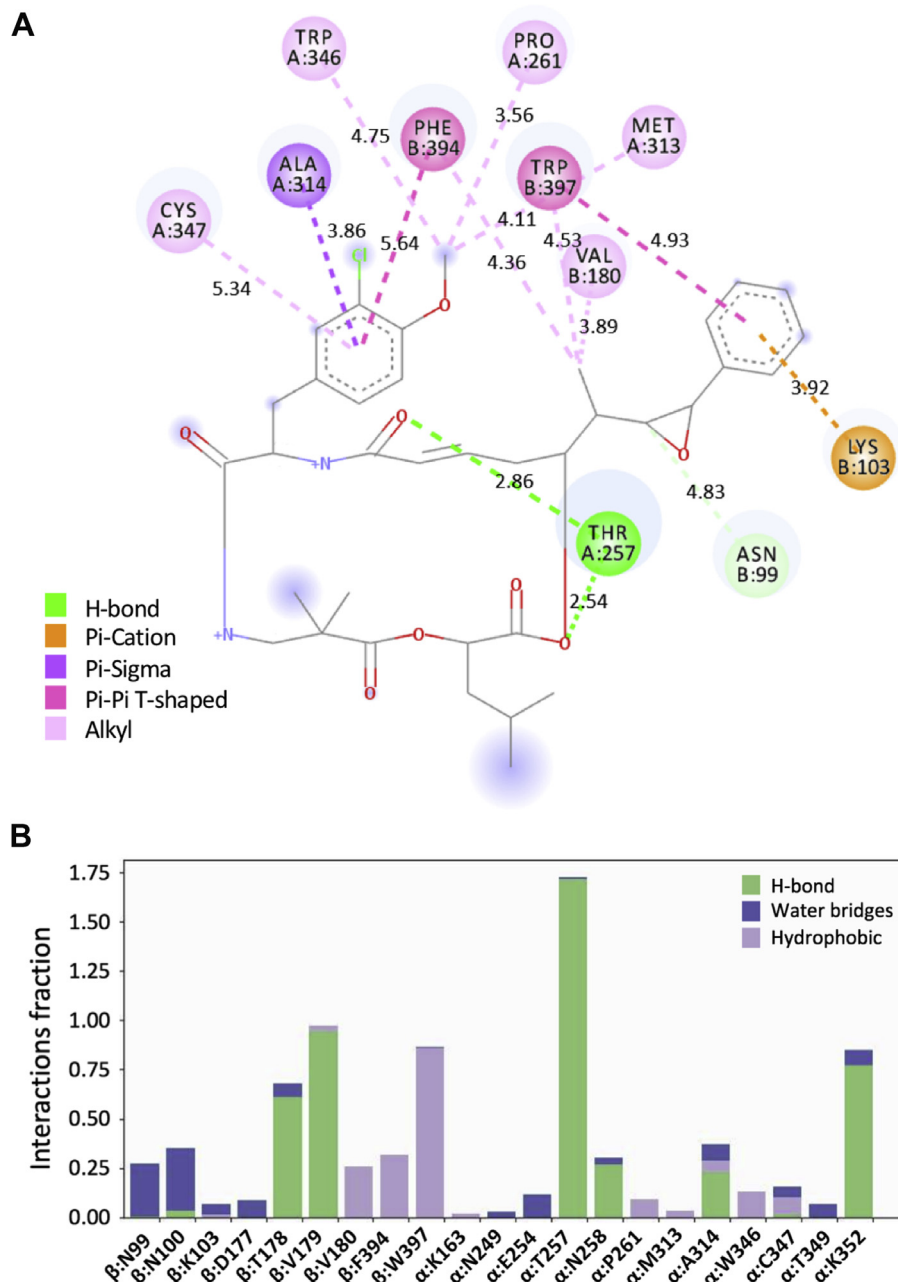 A
TRP
A:346
PRO
A:261
PHE
B:394
MET
A:313
ALA
A:314
TRP
B:397
CYS
A:347
VAL
B:180
4.75
3.56
3.86
5.64
4.11
4.53
4.36
4.93
5.34
3.89
3.92
Cl
O
O
O
O
+N
2.86
LYS
B:103
4.83
THR
A:257
ASN
B:99
2.54
+N
O
O
O
O
H-bond
Pi-Cation
Pi-Sigma
Pi-Pi T-shaped
Alkyl
B
Interactions fraction
1.75
1.50
1.25
1.00
0.75
0.50
0.25
0.00
H-bond
Water bridges
Hydrophobic
β:N99
β:N100
β:K103
β:D177
β:T178
β:V179
β:V180
β:F394
β:W397
α:K163
α:N249
α:E254
α:T257
α:N258
α:P261
α:M313
α:A314
α:W346
α:C347
α:T349
α:K352